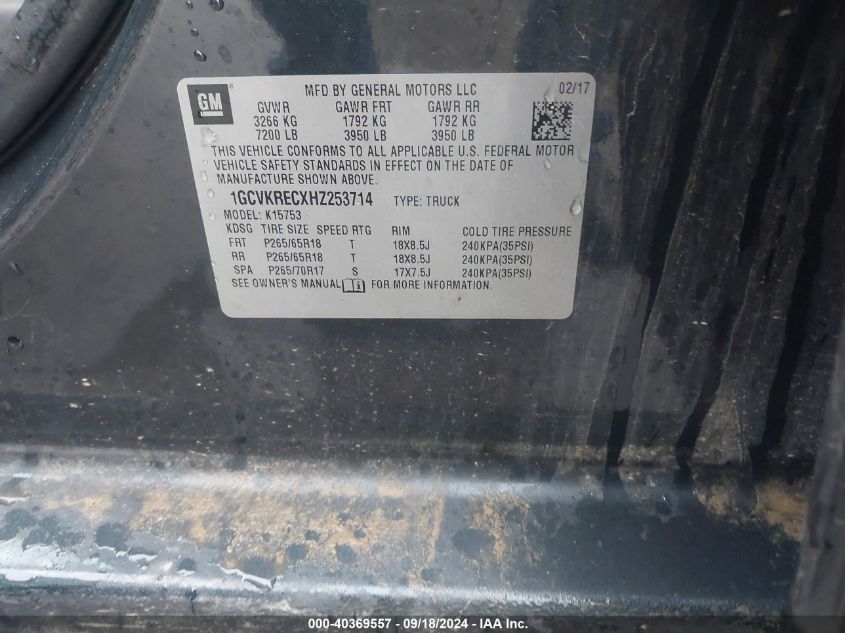 GM
MFD BY GENERAL MOTORS LLC 02/17
GVWR GAWR FRT GAWR RR
3266 KG 1792 KG 1792 KG
7200 LB 3950 LB 3950 LB
THIS VEHICLE CONFORMS TO ALL APPLICABLE U.S. FEDERAL MOTOR
VEHICLE SAFETY STANDARDS IN EFFECT ON THE DATE OF
MANUFACTURE SHOWN ABOVE.
1GCVKRECXHZ253714 TYPE: TRUCK
MODEL: K15753
KDSG TIRE SIZE SPEED RTG RIM COLD TIRE PRESSURE
FRT P265/65R18 T 18X8.5J 240KPA(35PSI)
RR P265/65R18 T 18X8.5J 240KPA(35PSI)
SPA P265/70R17 S 17X7.5J 240KPA(35PSI)
SEE OWNER'S MANUAL FOR MORE INFORMATION.
000-40369557 - 09/18/2024 - IAA Inc.